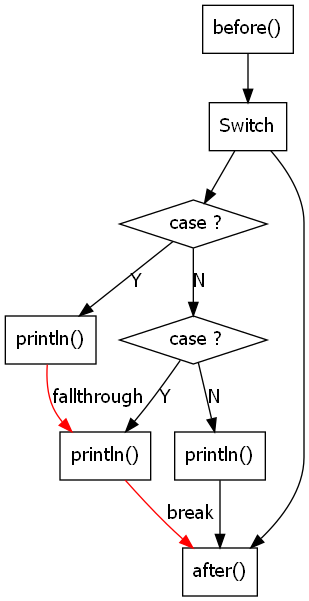 before()
Switch
case ?
Y
N
println()
case ?
fallthrough
Y
N
println()
println()
break
after()